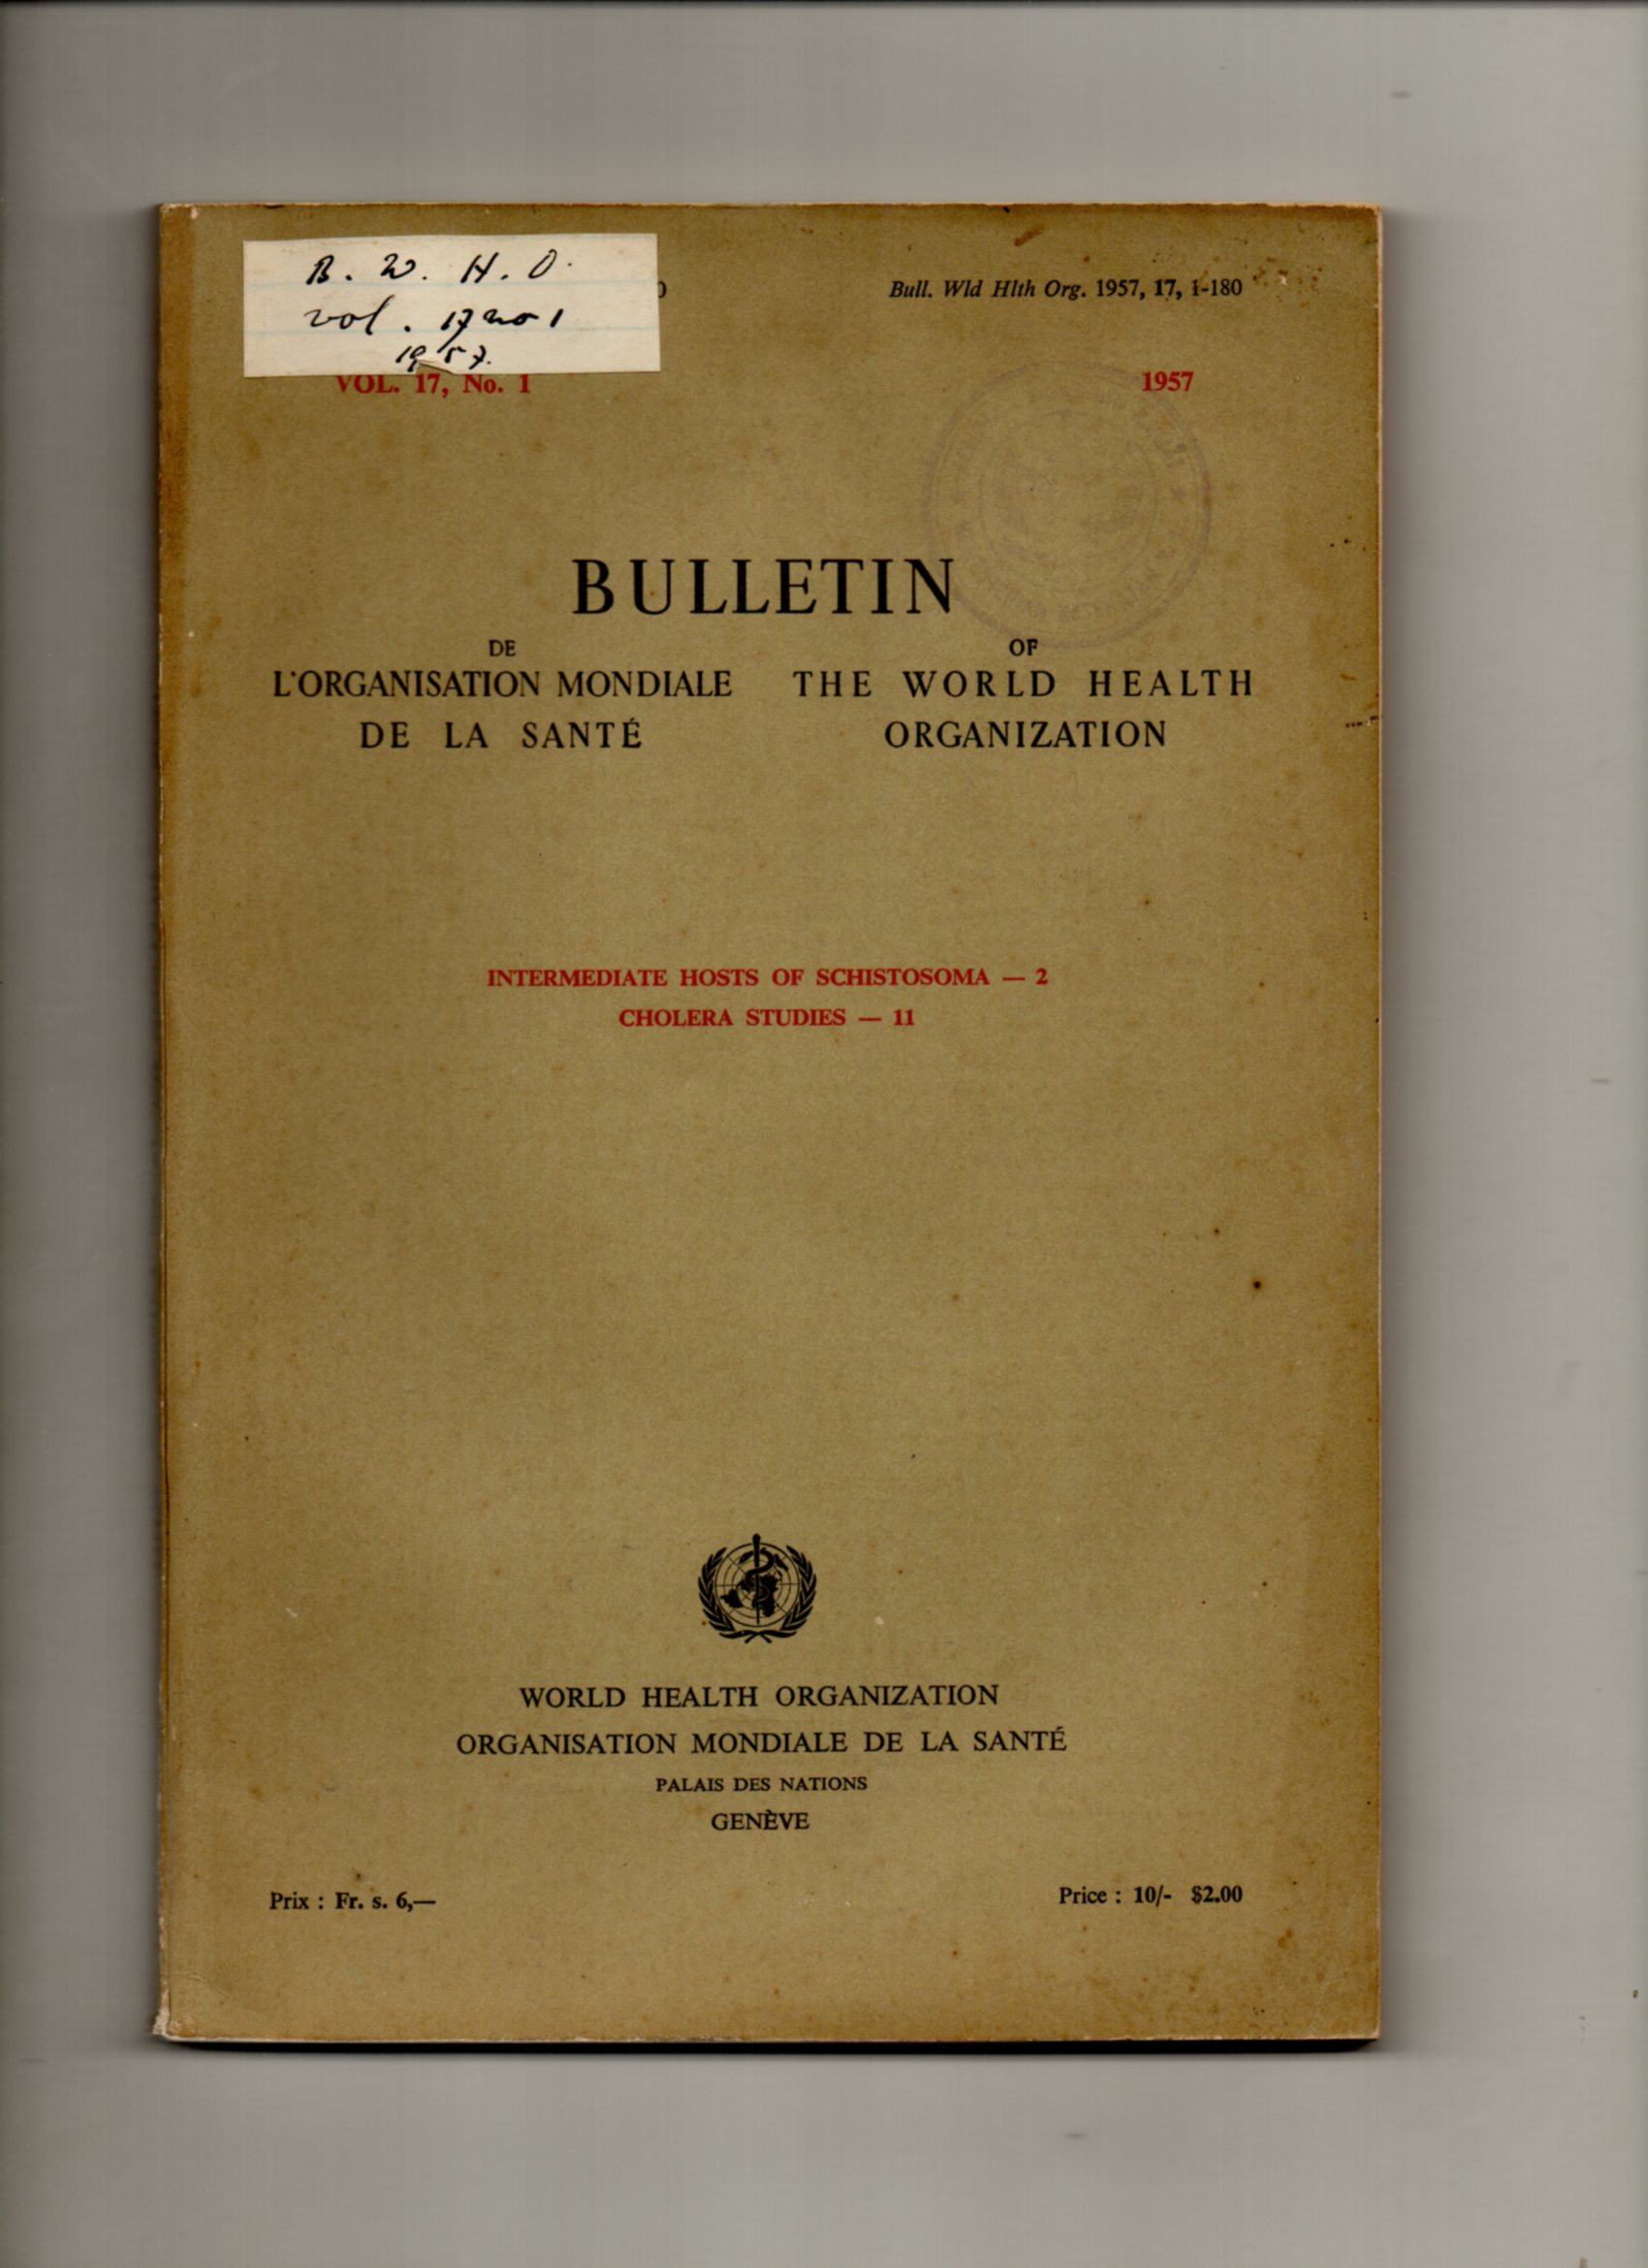 B. W. H. O.
vol. 17 no 1
1957.
Bull. Wld Hlth Org. 1957, 17, 1-180
VOL. 17, No. 1
1957
BULLETIN
DE
L'ORGANISATION MONDIALE
DE LA SANTÉ
OF
THE WORLD HEALTH
ORGANIZATION
INTERMEDIATE HOSTS OF SCHISTOSOMA — 2
CHOLERA STUDIES — 11
WORLD HEALTH ORGANIZATION
ORGANISATION MONDIALE DE LA SANTÉ
PALAIS DES NATIONS
GENÈVE
Prix : Fr. s. 6,—
Price : 10/- $2.00